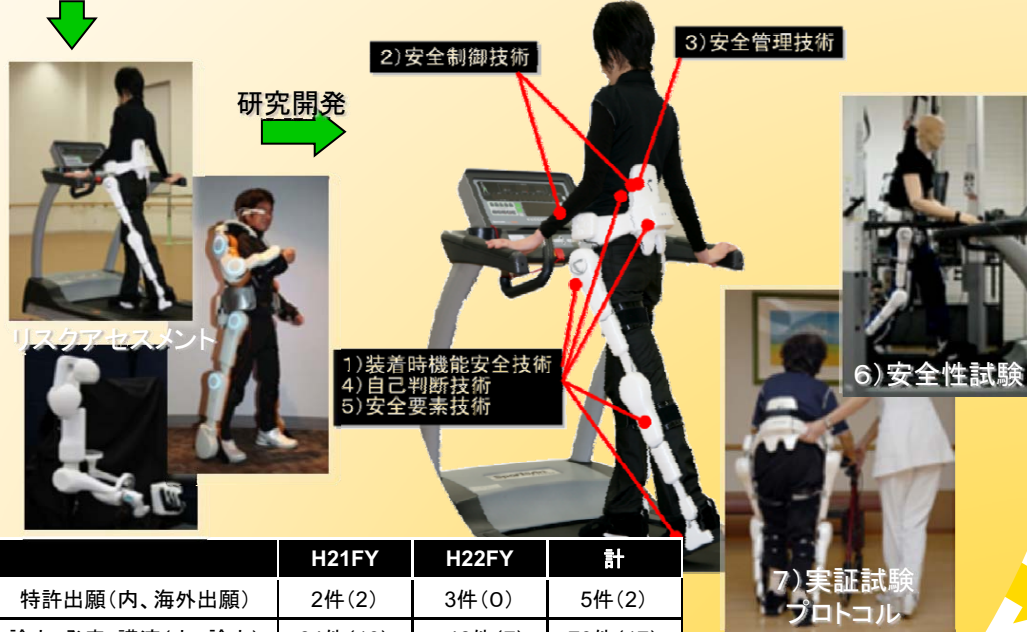 2)安全制御技術
3)安全管理技術
研究開発
リスクアセスメント
1)装着時機能安全技術
4)自己判断技術
5)安全要素技術
6)安全性試験
7)実証試験
プロトコル
H21FY H22FY 計
特許出願(内、海外出願) 2件(2) 3件(0) 5件(2)